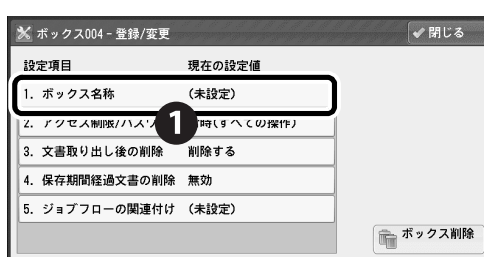 ボックス004 - 登録/変更 閉じる
設定項目 現在の設定値
1. ボックス名称 (未設定)
1
2. アクセス制限/パスワ 時(すべての操作)
3. 文書取り出し後の削除 削除する
4. 保存期間経過文書の削除 無効
5. ジョブフローの関連付け (未設定)
ボックス削除